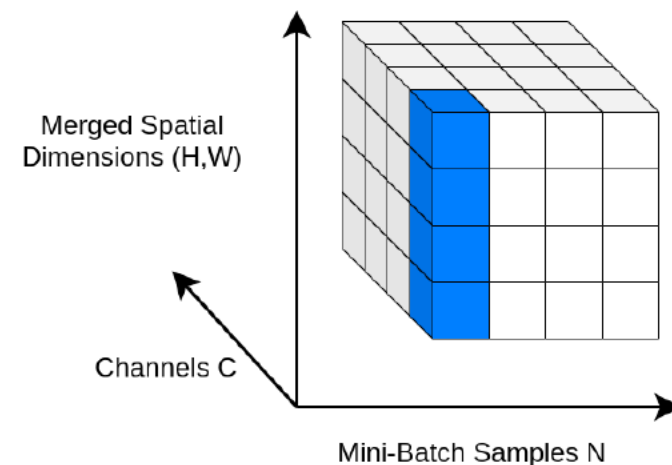 Merged Spatial
Dimensions (H,W)
Channels C
Mini-Batch Samples N